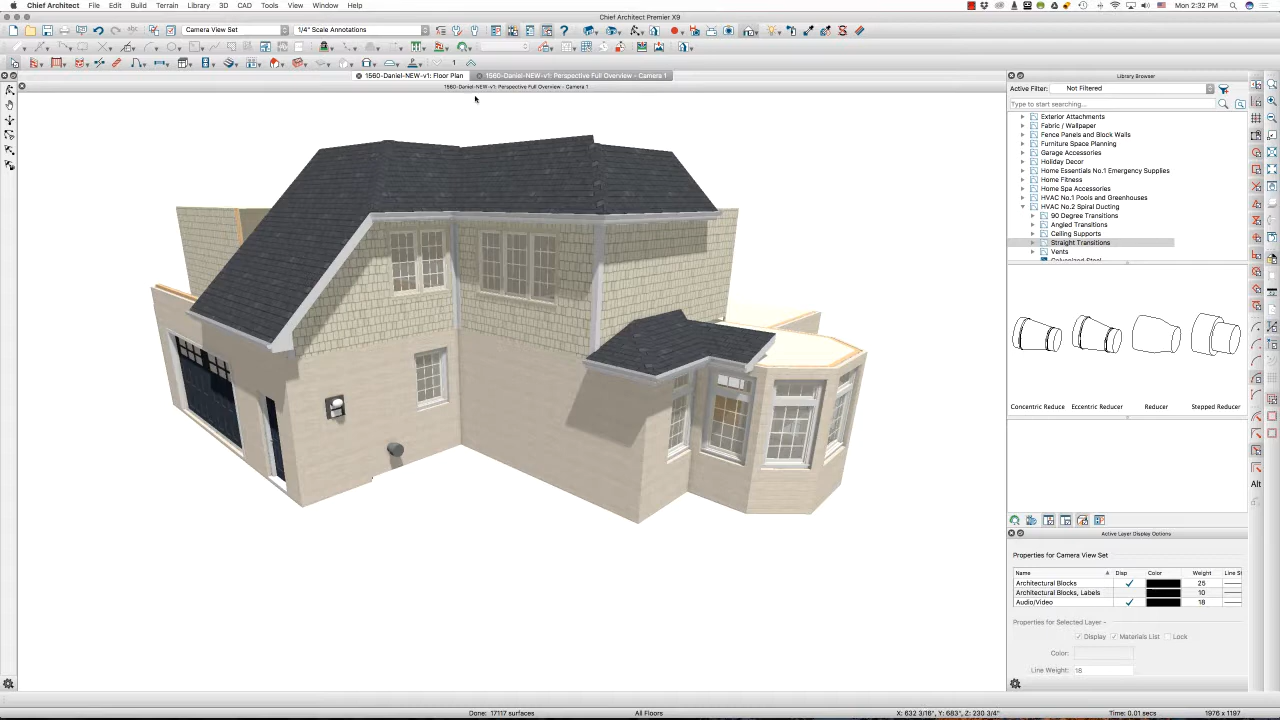 Chief Architect File Edit Build Terrain Library 3D CAD Tools View Window Help Mon 2:32 PM
Chief Architect Premier X9
Camera View Set 1/4" Scale Annotations
1560-Daniel-NEW-v1: Floor Plan 1560-Daniel-NEW-v1: Perspective Full Overview - Camera 1
1560-Daniel-NEW-v1: Perspective Full Overview - Camera 1
Library Browser
Active Filter: Not Filtered
Type to start searching...
Exterior Attachments
Fabric / Wallpaper
Fence Panels and Block Walls
Furniture Space Planning
Garage Accessories
Holiday Decor
Home Essentials No.1 Emergency Supplies
Home Fitness
Home Spa Accessories
HVAC No.1 Pools and Greenhouses
HVAC No.2 Spiral Ducting
90 Degree Transitions
Angled Transitions
Ceiling Supports
Straight Transitions
Vents
Galvanized Steel
Concentric Reduce Eccentric Reducer Reducer Stepped Reducer
Alt
Active Layer Display Options
Properties for Camera View Set
Name Disp Color Weight Line S
Architectural Blocks 25
Architectural Blocks, Labels 10
Audio/Video 18
Properties for Selected Layer -
Display Materials List Lock
Color:
Line Weight: 18
Done: 17117 surfaces All Floors X: 632 3/16", Y: 683", Z: 230 3/4" Time: 0.01 secs 1976 x 1197